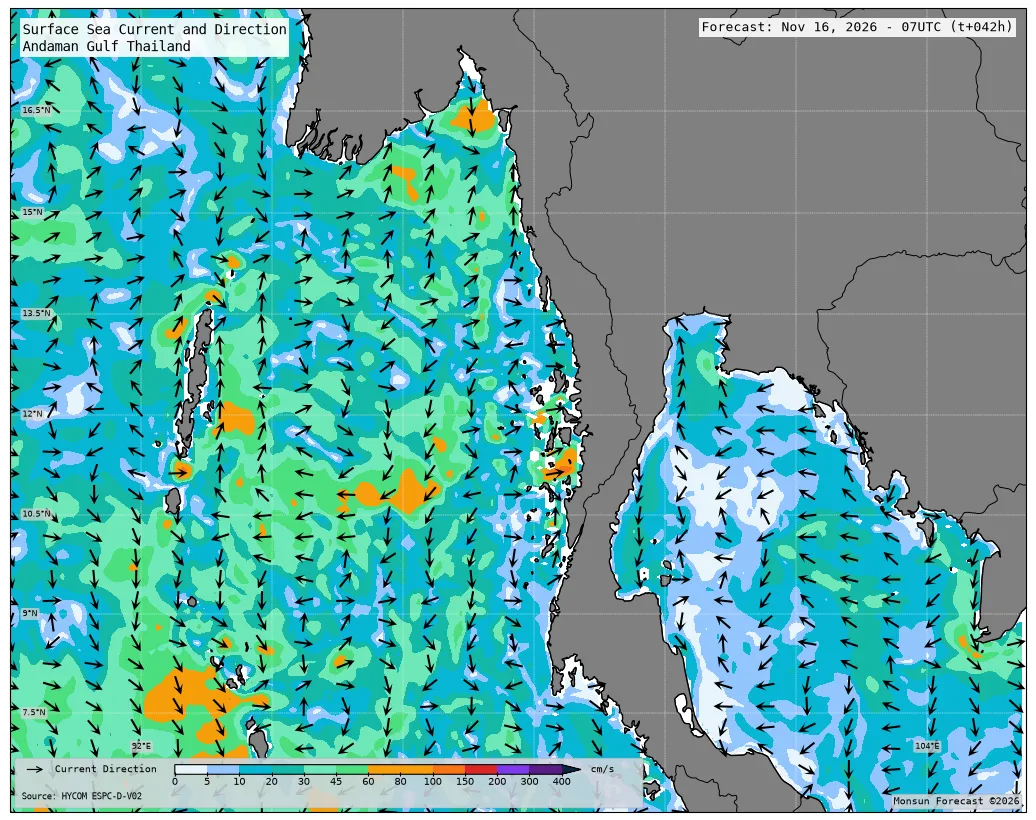 Surface Sea Current and Direction
Andaman Gulf Thailand
Forecast: Nov 16, 2026 - 07UTC (t+042h)
16.5°N
15°N
13.5°N
12°N
10.5°N
9°N
7.5°N
92°E
104°E
Current Direction
0 5 10 20 30 45 60 80 100 150 200 300 400 cm/s
Source: HYCOM ESPC-D-V02
Monsun Forecast ©2026